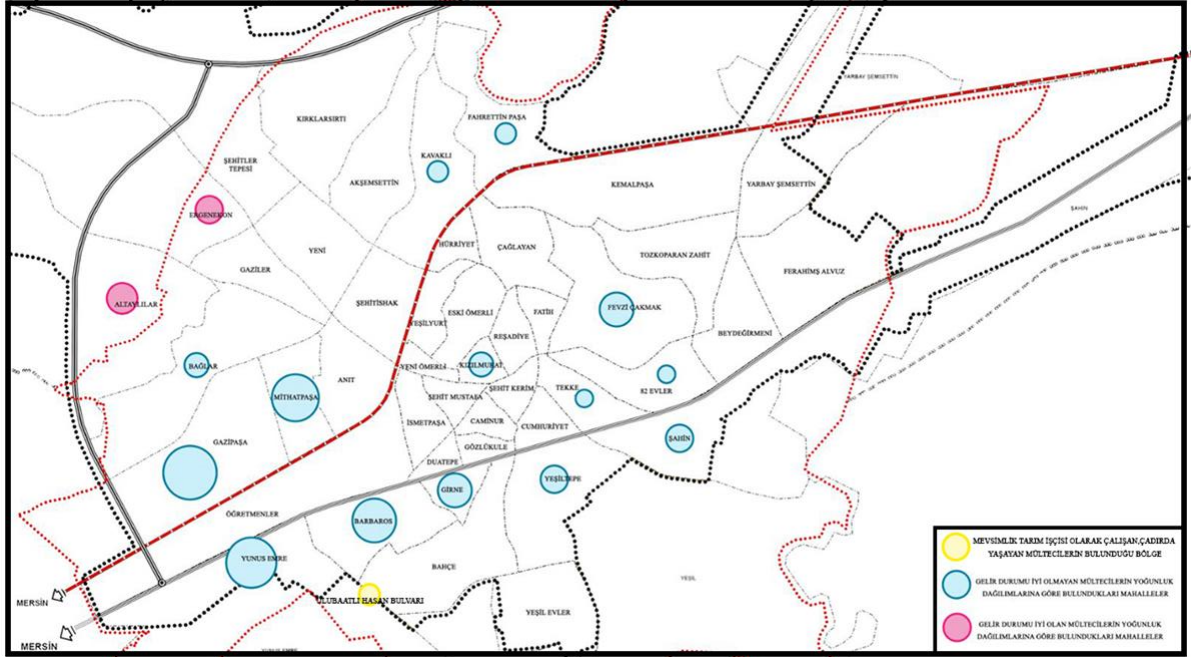 YARBAY ŞEMSETTİN
FAHRETTİN PAŞA
KIRKLARSIRTI
KAVAKLI
ŞEHİTLER
TEPESİ
AKŞEMSETTİN
KEMALPAŞA
YARBAY ŞEMSETTİN
ŞAHİN
ERGENEKON
HÜRRİYET
ÇAĞLAYAN
YENİ
TOZKOPARAN ZAHİT
GAZİLER
FERAHİMŞ ALVUZ
ALTAYLILAR
ŞEHİTİSHAK
ESKİ ÖMERLİ
FATİH
FEVZİ ÇAKMAK
YEŞİLYURT
REŞADİYE
BEYDEĞİRMENİ
BAĞLAR
YENİ ÖMERLİ
KIZILMURAT
ANIT
ŞEHİT KERİM
TEKKE
82 EVLER
MİTHATPAŞA
ŞEHİT MUSTAFA
İSMETPAŞA
CAMİNUR
CUMHURİYET
GAZİPAŞA
GÖZLÜKULE
ŞAHİN
DUATEPE
YEŞİLTEPE
GİRNE
ÖĞRETMENLER
BARBAROS
YUNUS EMRE
BAHÇE
YEŞİL
ULUBAATLI HASAN BULVARI
YEŞİL EVLER
MERSİN
MERSİN
YUNUS EMRE
MEVSİMLİK TARIM İŞÇİSİ OLARAK ÇALIŞAN,ÇADIRDA
YAŞAYAN MÜLTECİLERİN BULUNDUĞU BÖLGE
GELİR DURUMU İYİ OLMAYAN MÜLTECİLERİN YOĞUNLUK
DAĞILIMLARINA GÖRE BULUNDUKLARI MAHALLELER
GELİR DURUMU İYİ OLAN MÜLTECİLERİN YOĞUNLUK
DAĞILIMLARINA GÖRE BULUNDUKLARI MAHALLELER